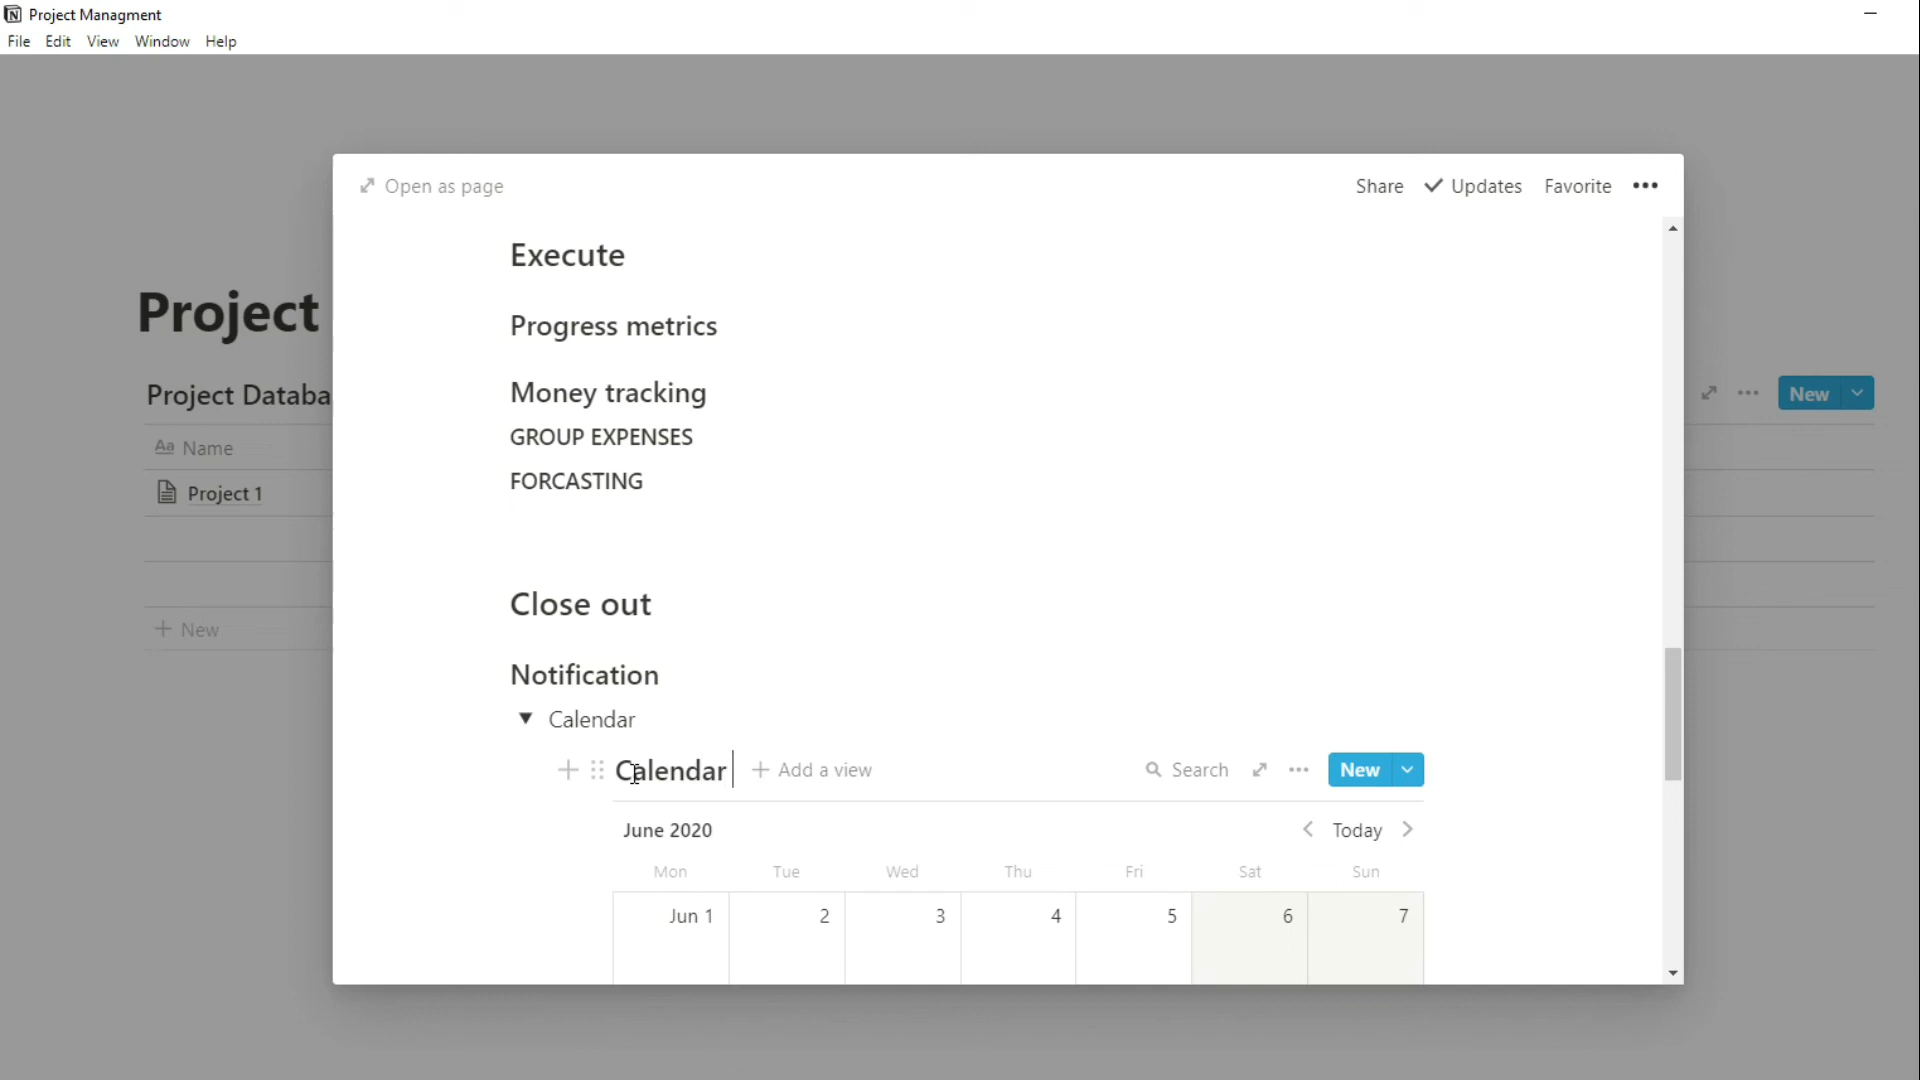 Project Managment
File Edit View Window Help
Open as page
Share Updates Favorite
Execute
Progress metrics
Money tracking
GROUP EXPENSES
FORCASTING
Close out
Notification
Calendar
Calendar Add a view Search New
June 2020 Today
Mon Tue Wed Thu Fri Sat Sun
Jun 1 2 3 4 5 6 7
Project
Project Databa New
Aa Name
Project 1
New